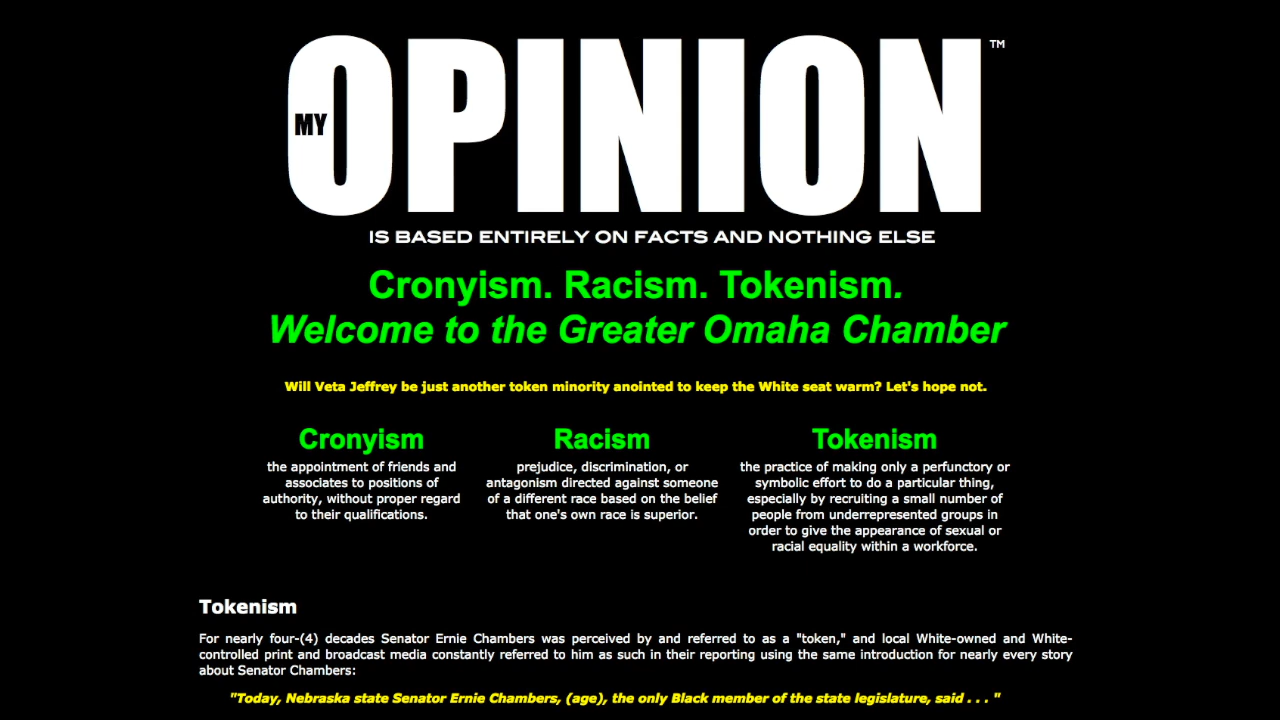 MY OPINION ™
IS BASED ENTIRELY ON FACTS AND NOTHING ELSE
Cronyism. Racism. Tokenism.
Welcome to the Greater Omaha Chamber
Will Veta Jeffrey be just another token minority anointed to keep the White seat warm? Let's hope not.
Cronyism
the appointment of friends and
associates to positions of
authority, without proper regard
to their qualifications.
Racism
prejudice, discrimination, or
antagonism directed against someone
of a different race based on the belief
that one's own race is superior.
Tokenism
the practice of making only a perfunctory or
symbolic effort to do a particular thing,
especially by recruiting a small number of
people from underrepresented groups in
order to give the appearance of sexual or
racial equality within a workforce.
Tokenism
For nearly four-(4) decades Senator Ernie Chambers was perceived by and referred to as a "token," and local White-owned and White-
controlled print and broadcast media constantly referred to him as such in their reporting using the same introduction for nearly every story
about Senator Chambers:
"Today, Nebraska state Senator Ernie Chambers, (age), the only Black member of the state legislature, said . . . "